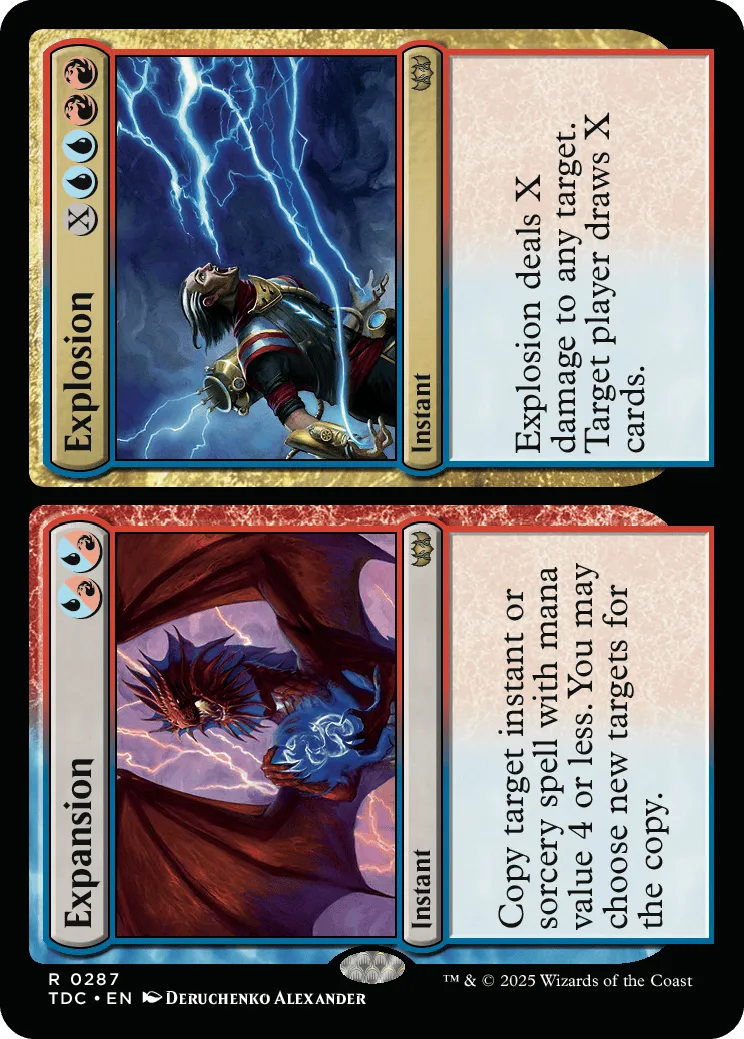 Expansion
Instant
Copy target instant or
sorcery spell with mana
value 4 or less. You may
choose new targets for
the copy.
Explosion
X
Instant
Explosion deals X
damage to any target.
Target player draws X
cards.
R 0287
TDC • EN DERUCHENKO ALEXANDER
™ & © 2025 Wizards of the Coast